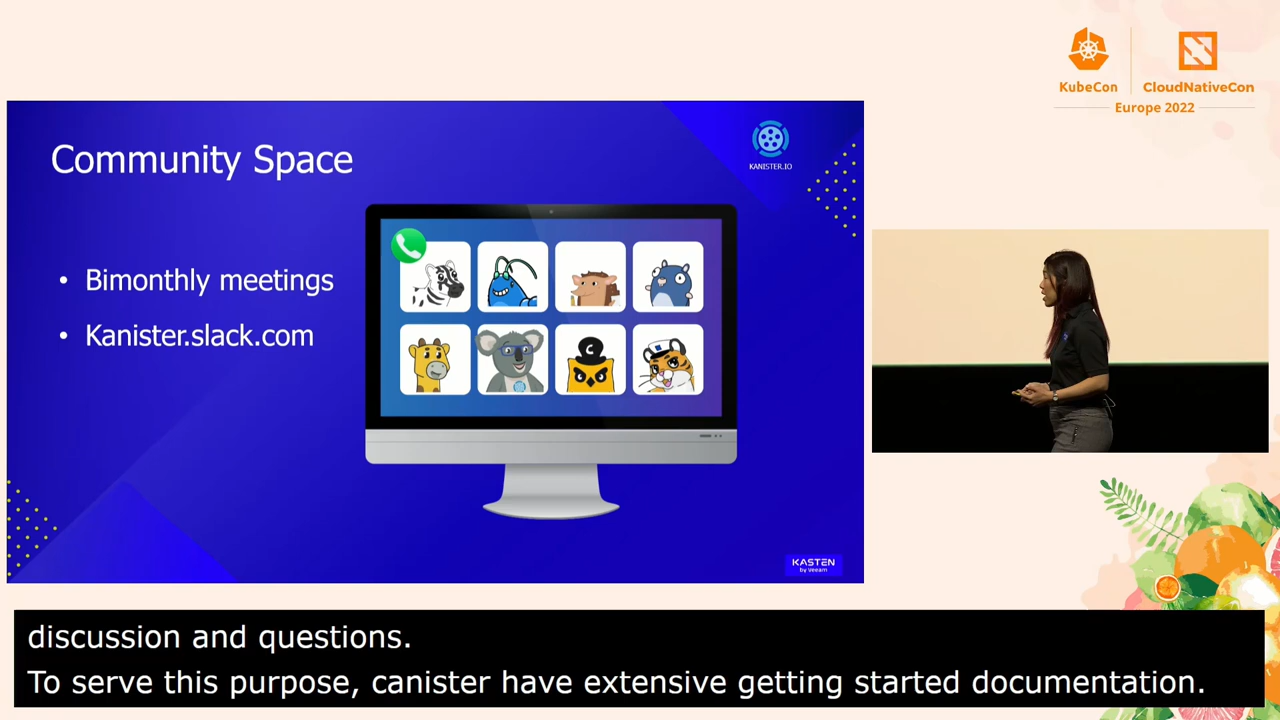 KubeCon
CloudNativeCon
Europe 2022
Community Space
KANISTER.IO
• Bimonthly meetings
• Kanister.slack.com
C
KASTEN
by Veeam
discussion and questions.
To serve this purpose, canister have extensive getting started documentation.